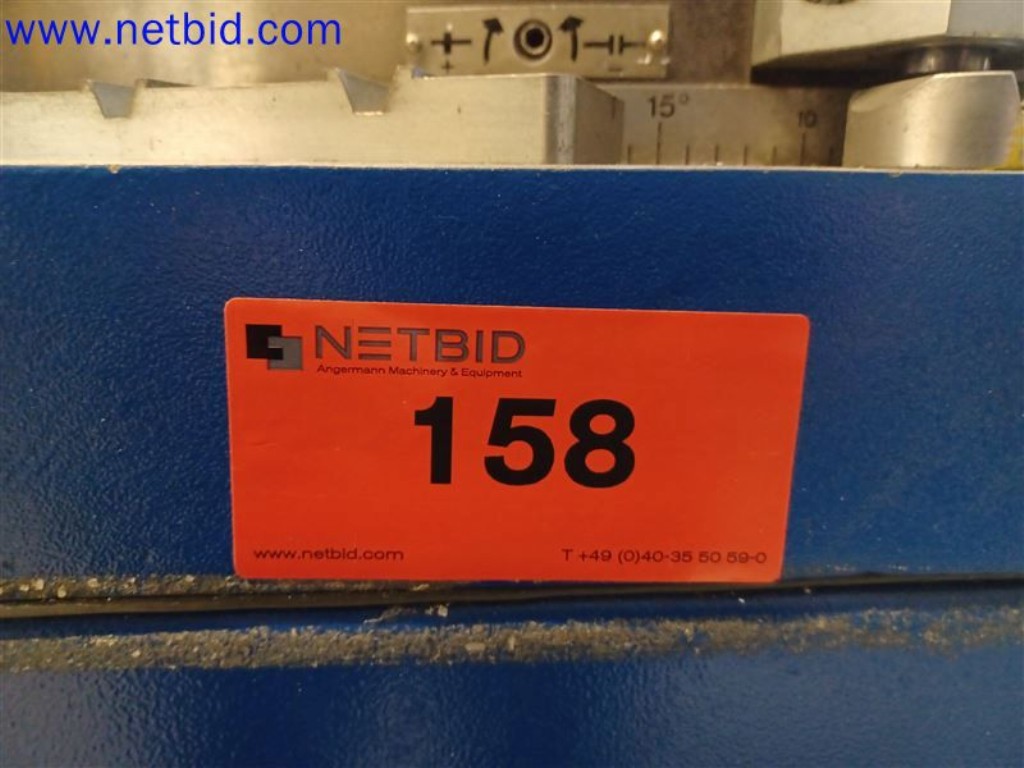 www.netbid.com
15° 10
NETBID
Angermann Machinery & Equipment
158
www.netbid.com T +49 (0)40-35 50 59-0